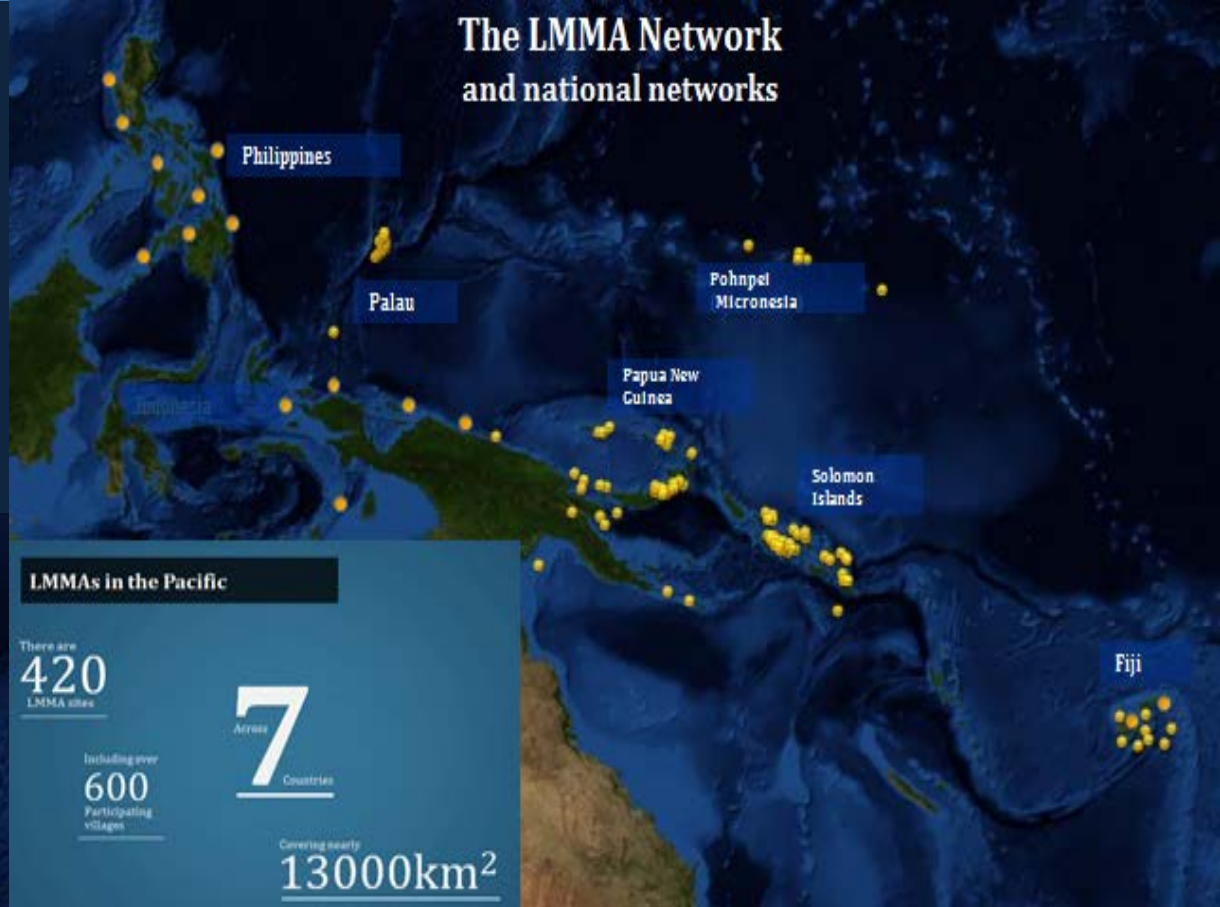 The LMMA Network
and national networks
Philippines
Palau
Pohnpei
Micronesia
Indonesia
Papua New
Guinea
Solomon
Islands
Fiji
LMMAs in the Pacific
There are
420
LMMA sites
Across
7
Countries
Including over
600
Participating
villages
Covering nearly
13000km²